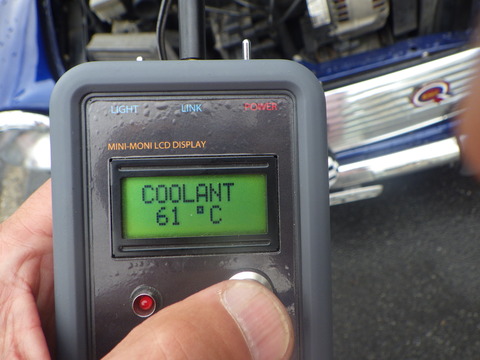 LIGHT LINK POWER
MINI-MONI LCD DISPLAY
COOLANT
61 °C